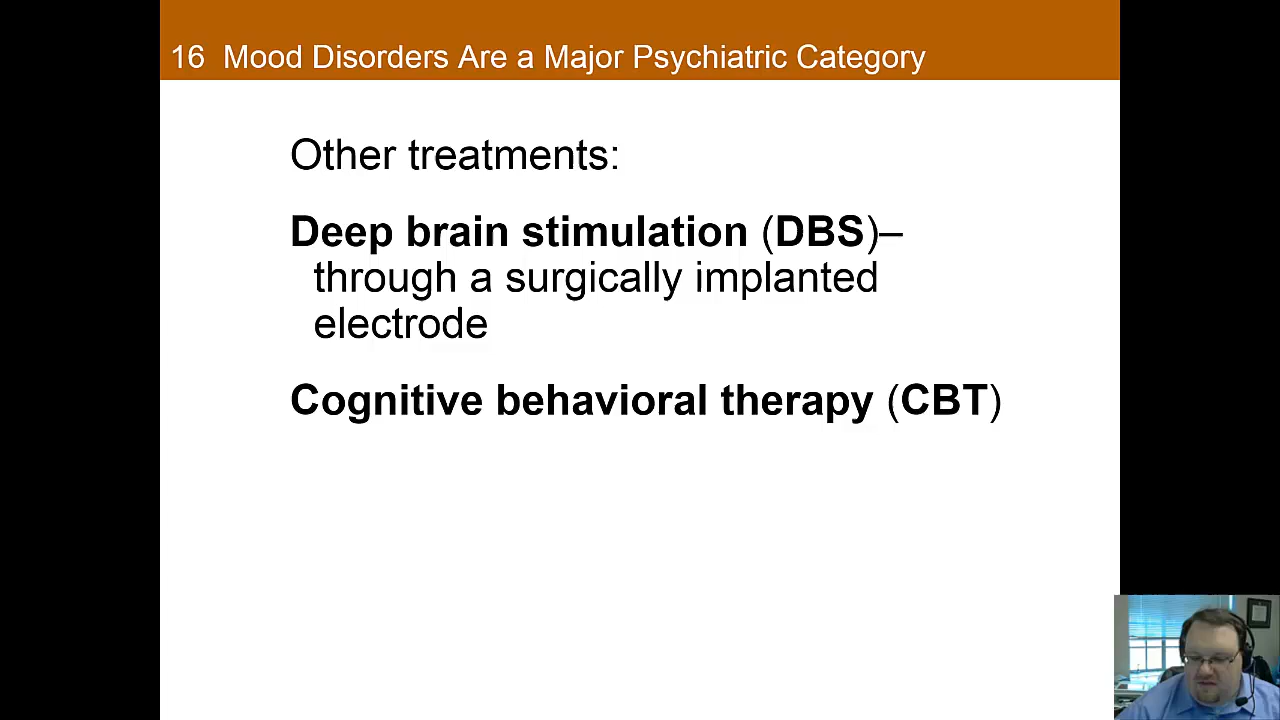 16 Mood Disorders Are a Major Psychiatric Category
Other treatments:
Deep brain stimulation (DBS)–
through a surgically implanted
electrode
Cognitive behavioral therapy (CBT)